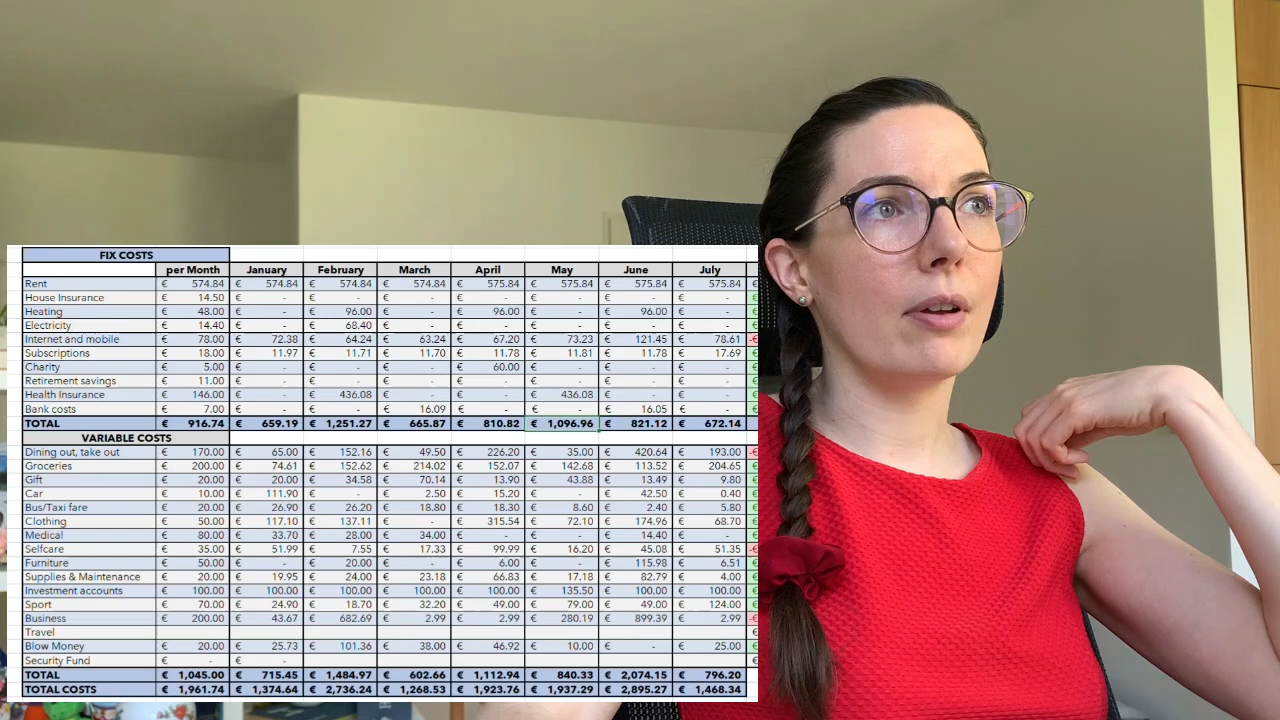 FIX COSTS
per Month January February March April May June July
Rent € 574.84 € 574.84 € 574.84 € 574.84 € 575.84 € 575.84 € 575.84 € 575.84 €
House Insurance € 14.50 € - € - € - € - € - € - € - €
Heating € 48.00 € - € 96.00 € - € 96.00 € - € 96.00 € - €
Electricity € 14.40 € - € 68.40 € - € - € - € - € - €
Internet and mobile € 78.00 € 72.38 € 64.24 € 63.24 € 67.20 € 73.23 € 121.45 € 78.61 -€
Subscriptions € 18.00 € 11.97 € 11.71 € 11.70 € 11.78 € 11.81 € 11.78 € 17.69 €
Charity € 5.00 € - € - € - € 60.00 € - € - € - €
Retirement savings € 11.00 € - € - € - € - € - € - € - €
Health Insurance € 146.00 € - € 436.08 € - € - € 436.08 € - € - €
Bank costs € 7.00 € - € - € 16.09 € - € - € 16.05 € - €
TOTAL € 916.74 € 659.19 € 1,251.27 € 665.87 € 810.82 € 1,096.96 € 821.12 € 672.14
VARIABLE COSTS
Dining out, take out € 170.00 € 65.00 € 152.16 € 49.50 € 226.20 € 35.00 € 420.64 € 193.00 -€
Groceries € 200.00 € 74.61 € 152.62 € 214.02 € 152.07 € 142.68 € 113.52 € 204.65 €
Gift € 20.00 € 20.00 € 34.58 € 70.14 € 13.90 € 43.88 € 13.49 € 9.80 €
Car € 10.00 € 111.90 € - € 2.50 € 15.20 € - € 42.50 € 0.40 €
Bus/Taxi fare € 20.00 € 26.90 € 26.20 € 18.80 € 18.30 € 8.60 € 2.40 € 5.80 €
Clothing € 50.00 € 117.10 € 137.11 € - € 315.54 € 72.10 € 174.96 € 68.70 €
Medical € 80.00 € 33.70 € 28.00 € 34.00 € - € - € 14.40 € - €
Selfcare € 35.00 € 51.99 € 7.55 € 17.33 € 99.99 € 16.20 € 45.08 € 51.35 -€
Furniture € 50.00 € - € 20.00 € - € 6.00 € - € 115.98 € 6.51 €
Supplies & Maintenance € 20.00 € 19.95 € 24.00 € 23.18 € 66.83 € 17.18 € 82.79 € 4.00 €
Investment accounts € 100.00 € 100.00 € 100.00 € 100.00 € 100.00 € 135.50 € 100.00 € 100.00 €
Sport € 70.00 € 24.90 € 18.70 € 32.20 € 49.00 € 79.00 € 49.00 € 124.00 €
Business € 200.00 € 43.67 € 682.69 € 2.99 € 2.99 € 280.19 € 899.39 € 2.99 -€
Travel €
Blow Money € 20.00 € 25.73 € 101.36 € 38.00 € 46.92 € 10.00 € - € 25.00 €
Security Fund € - € - €
TOTAL € 1,045.00 € 715.45 € 1,484.97 € 602.66 € 1,112.94 € 840.33 € 2,074.15 € 796.20
TOTAL COSTS € 1,961.74 € 1,374.64 € 2,736.24 € 1,268.53 € 1,923.76 € 1,937.29 € 2,895.27 € 1,468.34